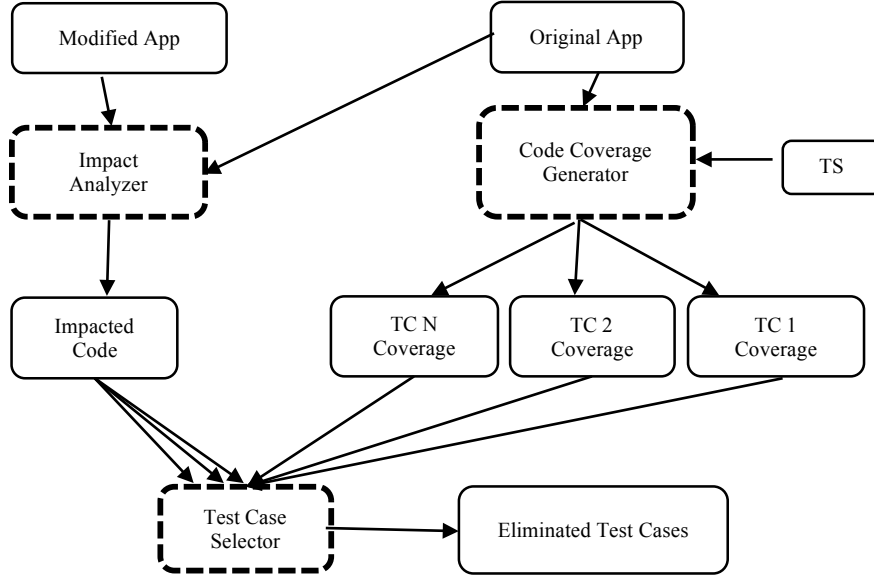 Modified App
Original App
Impact
Analyzer
Code Coverage
Generator
TS
Impacted
Code
TC N
Coverage
TC 2
Coverage
TC 1
Coverage
Test Case
Selector
Eliminated Test Cases